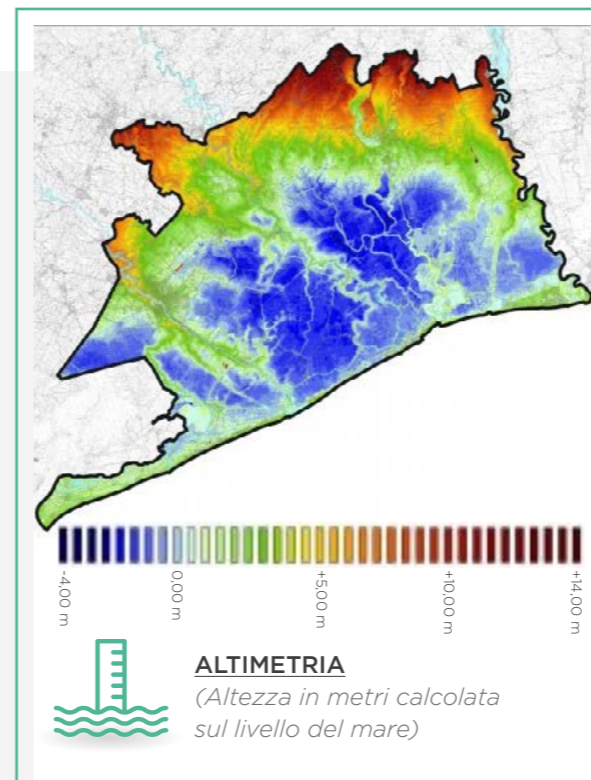 -4,00 m
0,00 m
+5,00 m
+10,00 m
+14,00 m
ALTIMETRIA
(Altezza in metri calcolata
sul livello del mare)